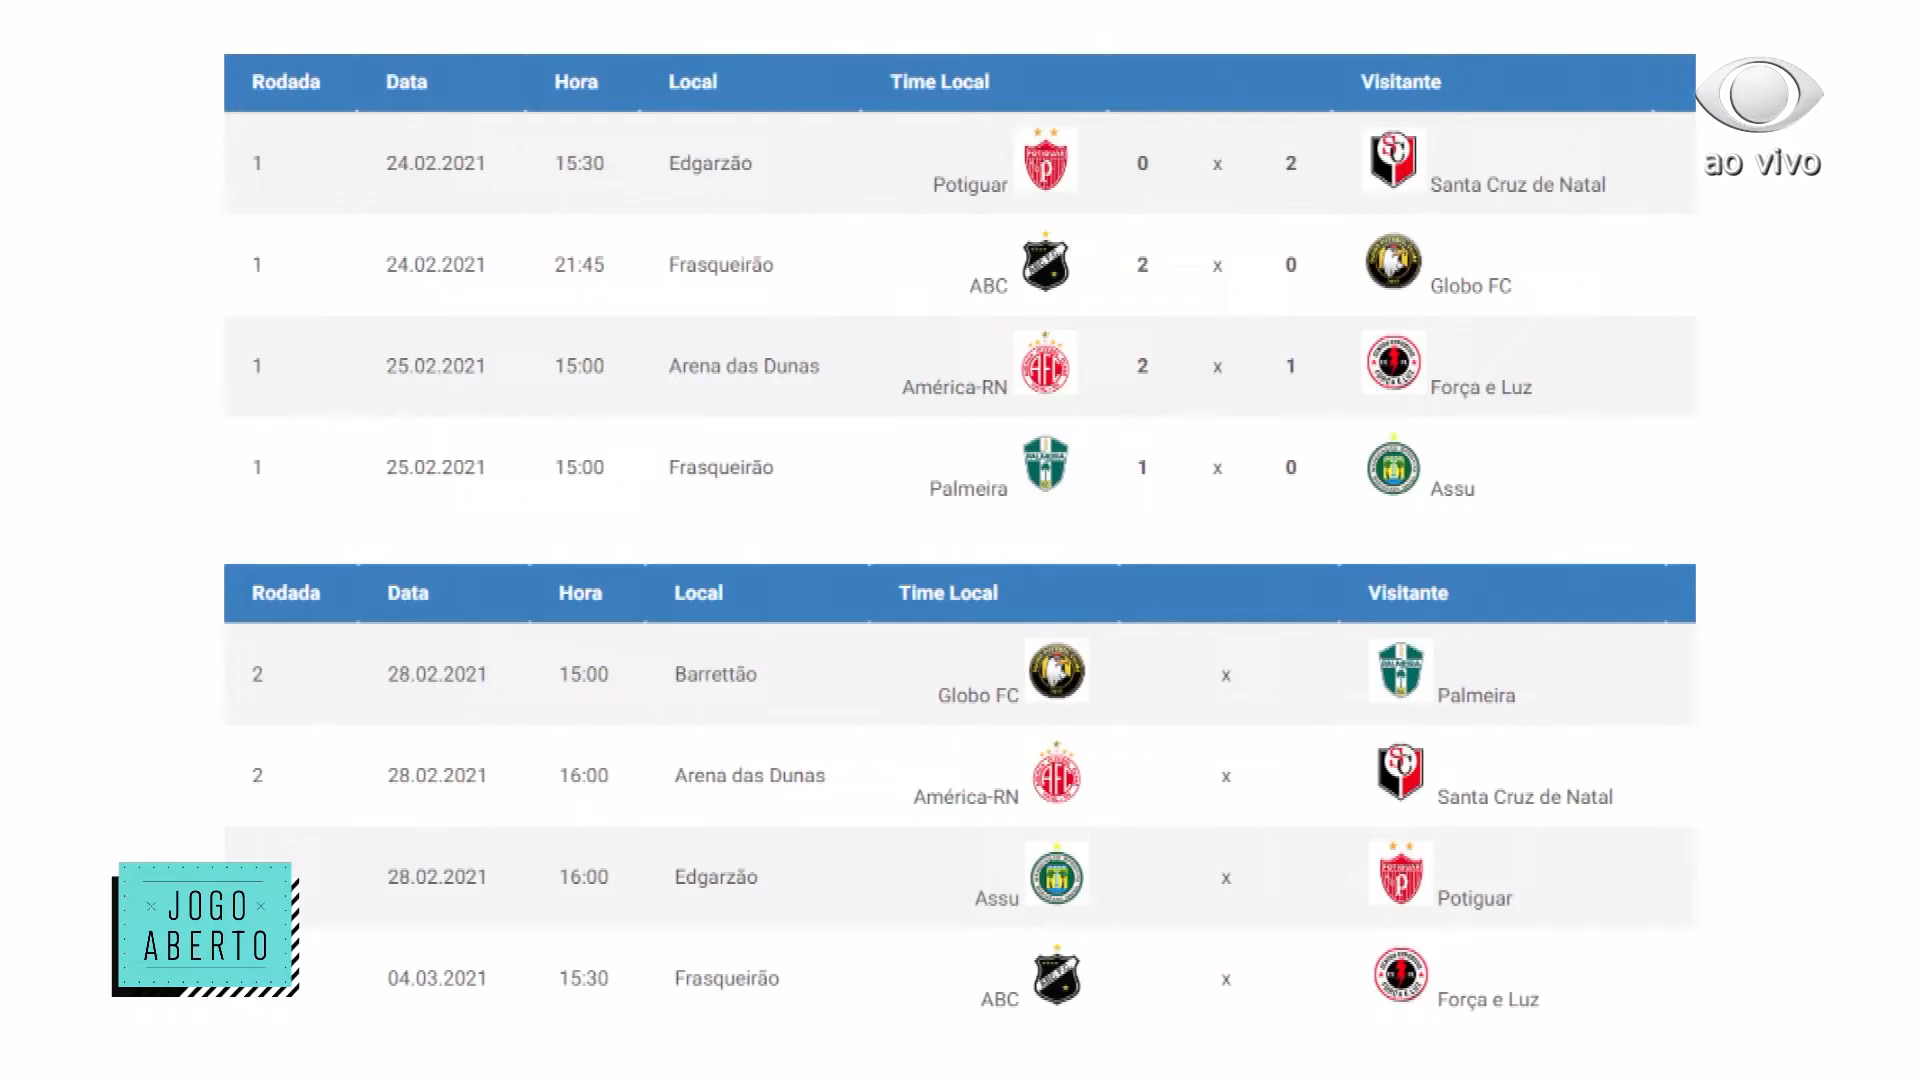 Rodada Data Hora Local Time Local Visitante
1 24.02.2021 15:30 Edgarzão Potiguar 0 x 2 Santa Cruz de Natal
1 24.02.2021 21:45 Frasqueirão ABC 2 x 0 Globo FC
1 25.02.2021 15:00 Arena das Dunas América-RN 2 x 1 Força e Luz
1 25.02.2021 15:00 Frasqueirão Palmeira 1 x 0 Assu
ao vivo
Rodada Data Hora Local Time Local Visitante
2 28.02.2021 15:00 Barrettão Globo FC x Palmeira
2 28.02.2021 16:00 Arena das Dunas América-RN x Santa Cruz de Natal
28.02.2021 16:00 Edgarzão Assu x Potiguar
04.03.2021 15:30 Frasqueirão ABC x Força e Luz
JOGO
ABERTO